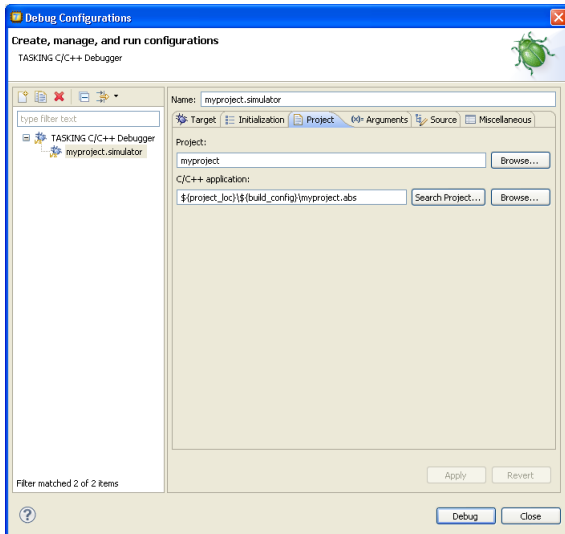 Debug Configurations
Create, manage, and run configurations
TASKING C/C++ Debugger
type filter text
TASKING C/C++ Debugger
myproject.simulator
Filter matched 2 of 2 items
Name: myproject.simulator
Target Initialization Project (x)= Arguments Source Miscellaneous
Project:
myproject Browse...
C/C++ application:
${project_loc}\${build_config}\myproject.abs Search Project... Browse...
Apply Revert
? Debug Close